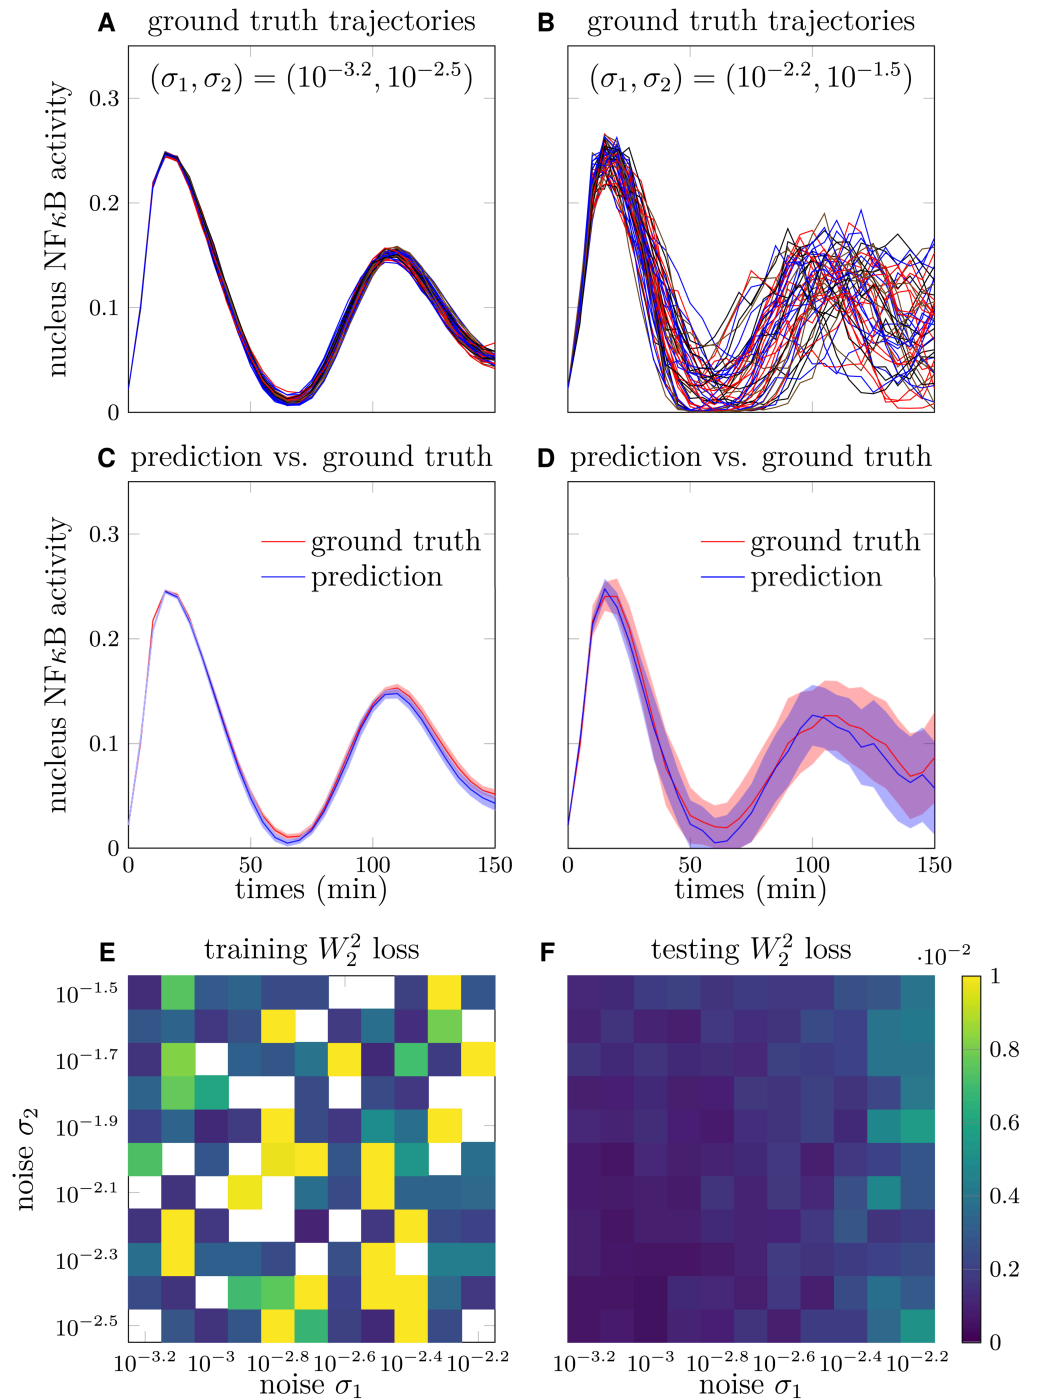 A ground truth trajectories
(σ₁, σ₂) = (10⁻³·², 10⁻²·⁵)
nucleus NFκB activity
0.3
0.2
0.1
0
B ground truth trajectories
(σ₁, σ₂) = (10⁻²·², 10⁻¹·⁵)
0 100
C prediction vs. ground truth
nucleus NFκB activity
0.3
0.2
0.1
0
ground truth
prediction
0 50 100 150
times (min)
D prediction vs. ground truth
ground truth
prediction
0 50 100 150
times (min)
E training W₂² loss
noise σ₂
10⁻¹·⁵
10⁻¹·⁷
10⁻¹·⁹
10⁻²·¹
10⁻²·³
10⁻²·⁵
10⁻³·² 10⁻³ 10⁻²·⁸ 10⁻²·⁶ 10⁻²·⁴ 10⁻²·²
noise σ₁
F testing W₂² loss
10⁻³·² 10⁻³ 10⁻²·⁸ 10⁻²·⁶ 10⁻²·⁴ 10⁻²·²
noise σ₁
·10⁻²
1
0.8
0.6
0.4
0.2
0